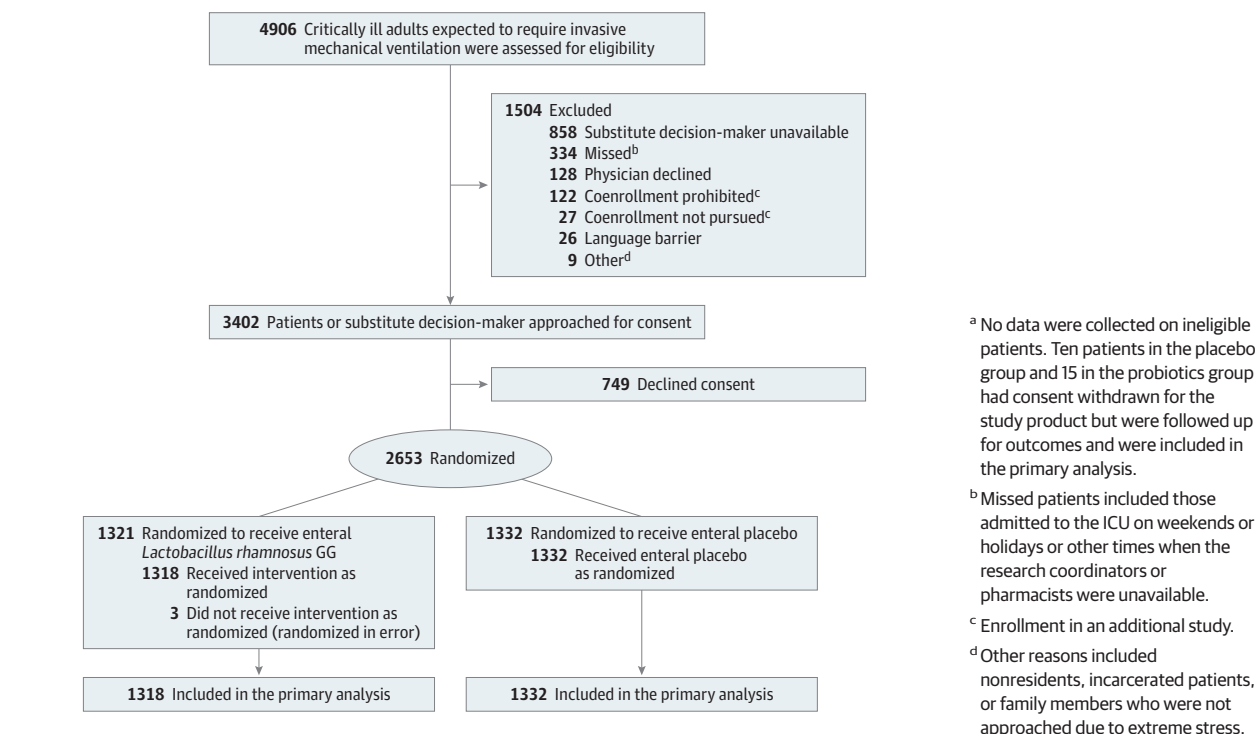 4906 Critically ill adults expected to require invasive
mechanical ventilation were assessed for eligibility
1504 Excluded
858 Substitute decision-maker unavailable
334 Missedb
128 Physician declined
122 Coenrollment prohibitedc
27 Coenrollment not pursuedc
26 Language barrier
9 Otherd
3402 Patients or substitute decision-maker approached for consent
749 Declined consent
2653 Randomized
1321 Randomized to receive enteral
Lactobacillus rhamnosus GG
1318 Received intervention as
randomized
3 Did not receive intervention as
randomized (randomized in error)
1332 Randomized to receive enteral placebo
1332 Received enteral placebo
as randomized
1318 Included in the primary analysis
1332 Included in the primary analysis
a No data were collected on ineligible
patients. Ten patients in the placebo
group and 15 in the probiotics group
had consent withdrawn for the
study product but were followed up
for outcomes and were included in
the primary analysis.
b Missed patients included those
admitted to the ICU on weekends or
holidays or other times when the
research coordinators or
pharmacists were unavailable.
c Enrollment in an additional study.
d Other reasons included
nonresidents, incarcerated patients,
or family members who were not
approached due to extreme stress.